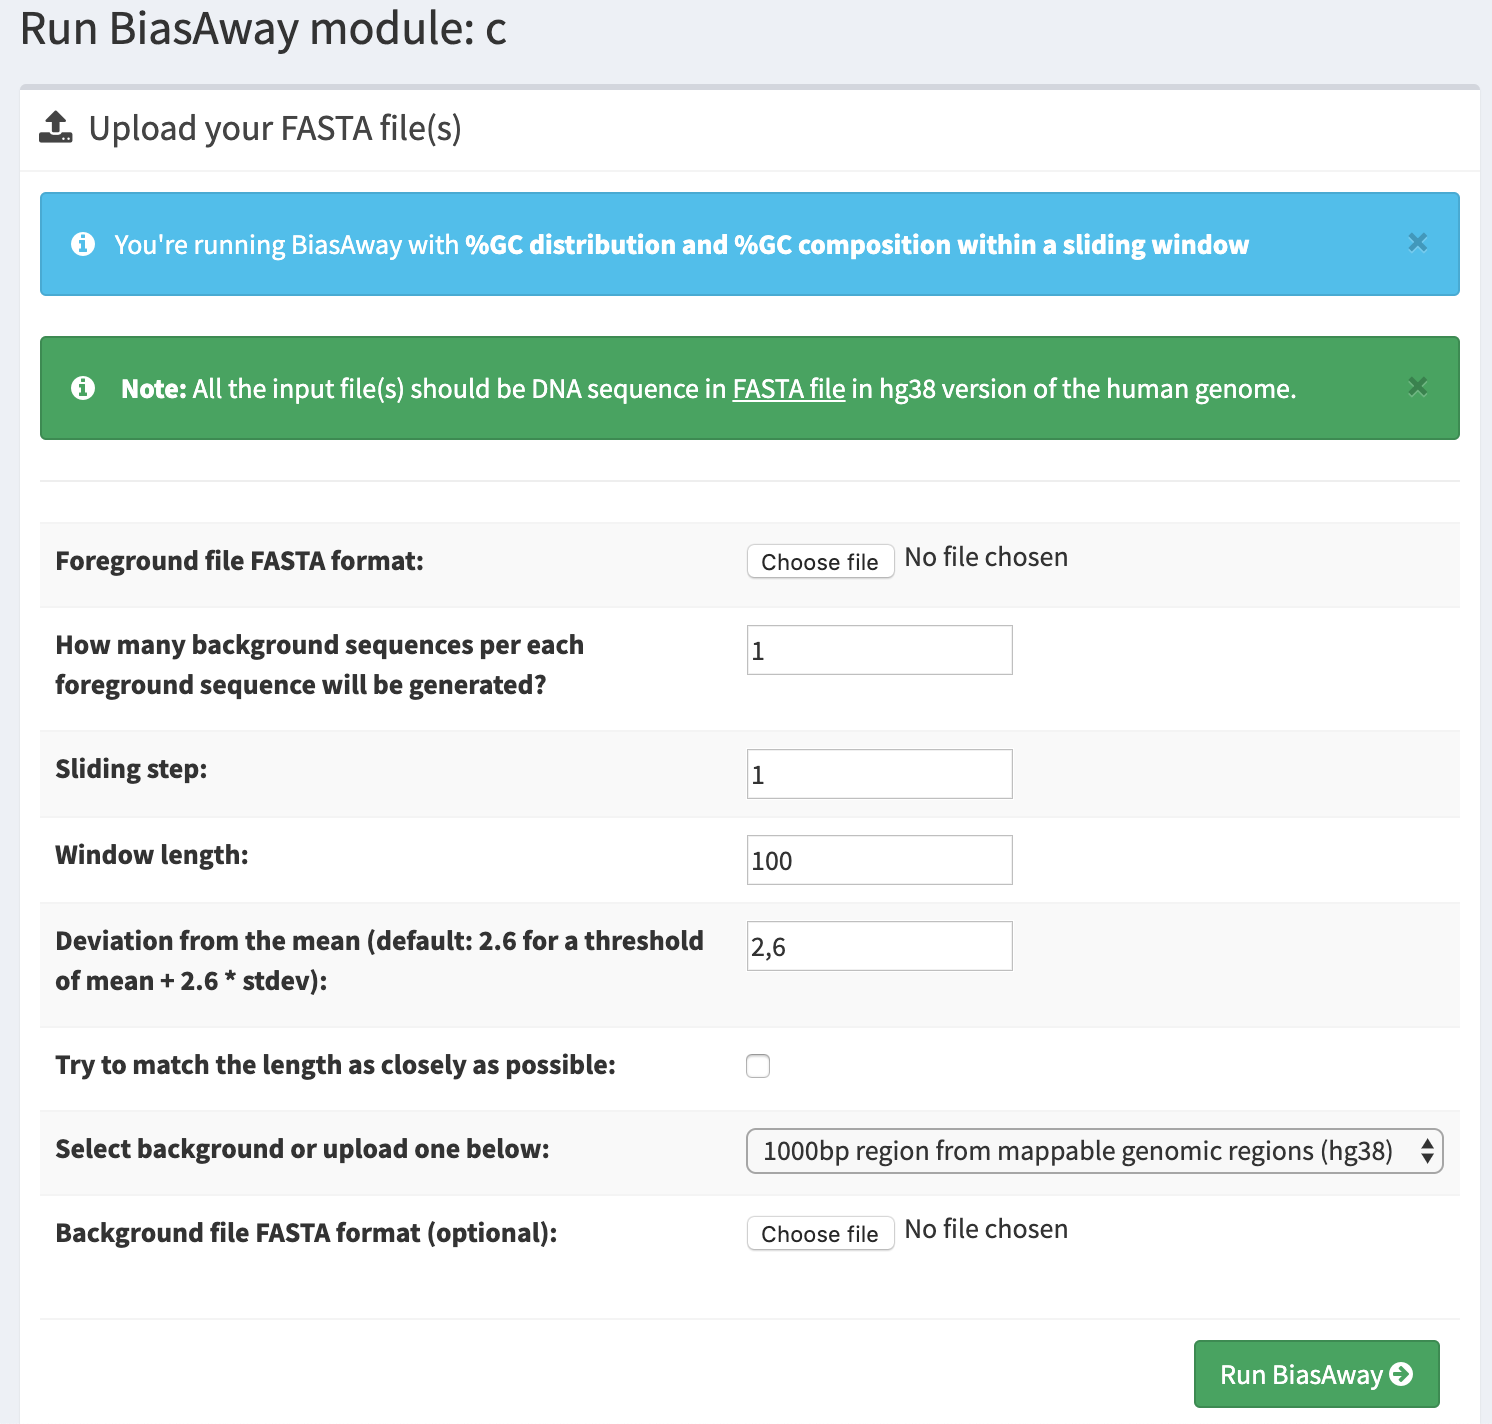 Run BiasAway module: c
Upload your FASTA file(s)
You're running BiasAway with %GC distribution and %GC composition within a sliding window
×
Note: All the input file(s) should be DNA sequence in FASTA file in hg38 version of the human genome.
×
Foreground file FASTA format:
Choose file No file chosen
How many background sequences per each
foreground sequence will be generated?
1
Sliding step:
1
Window length:
100
Deviation from the mean (default: 2.6 for a threshold
of mean + 2.6 * stdev):
2,6
Try to match the length as closely as possible:
Select background or upload one below:
1000bp region from mappable genomic regions (hg38)
Background file FASTA format (optional):
Choose file No file chosen
Run BiasAway